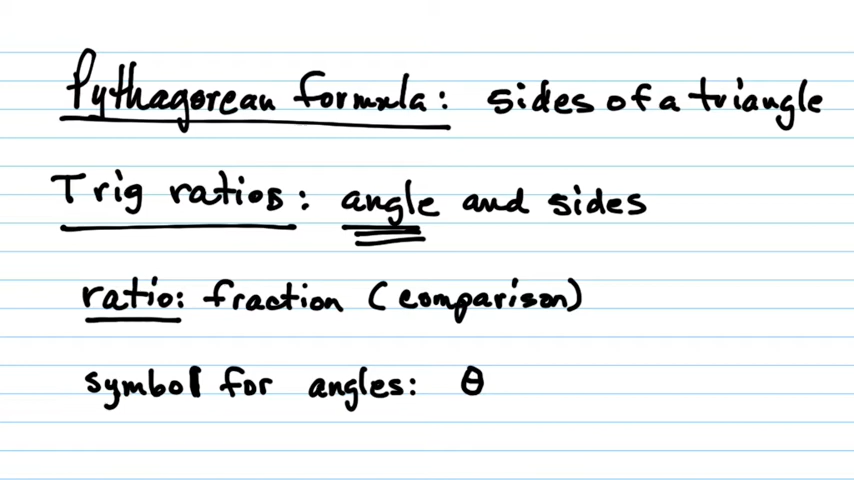 Pythagorean formula: sides of a triangle
Trig ratios: angle and sides
ratio: fraction (comparison)
symbol for angles: θ